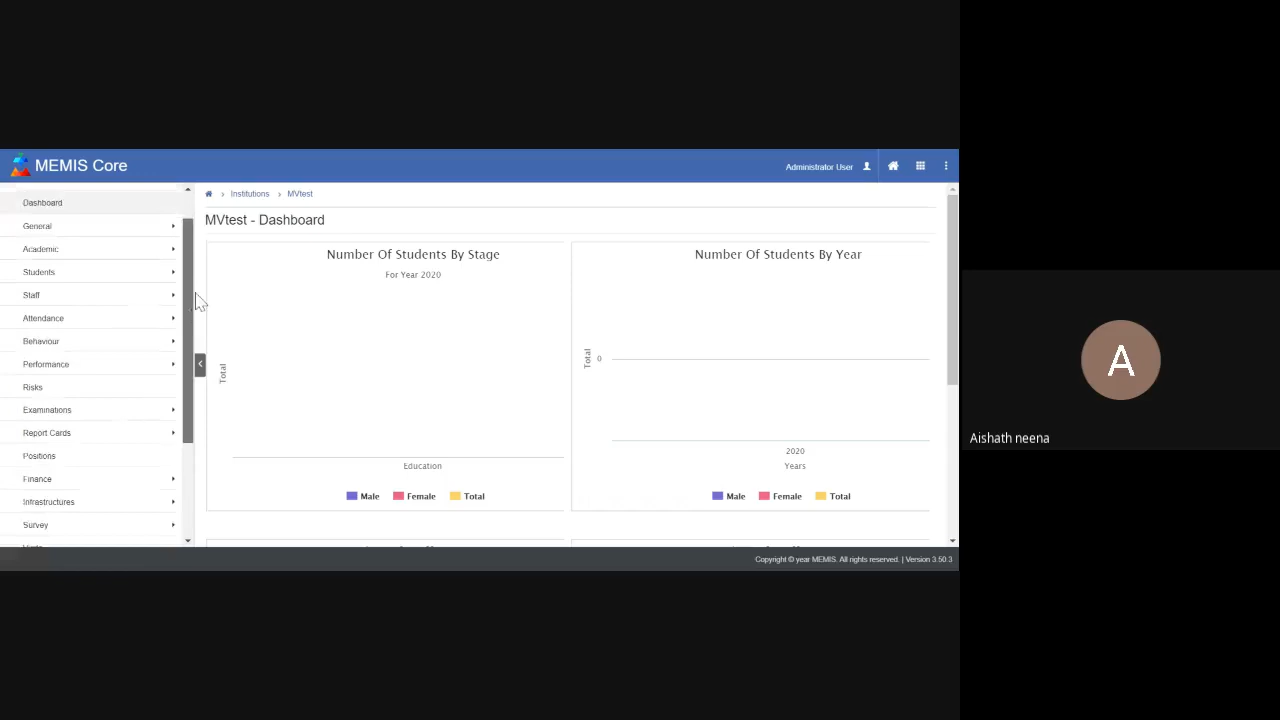 MEMIS Core
Administrator User
Dashboard
General
Academic
Students
Staff
Attendance
Behaviour
Performance
Risks
Examinations
Report Cards
Positions
Finance
Infrastructures
Survey
Institutions > MVtest
MVtest - Dashboard
Number Of Students By Stage
For Year 2020
Total
Education
Male Female Total
Number Of Students By Year
Total
0
2020
Years
Male Female Total
Copyright © year MEMIS. All rights reserved. | Version 3.50.3
A
Aishath neena